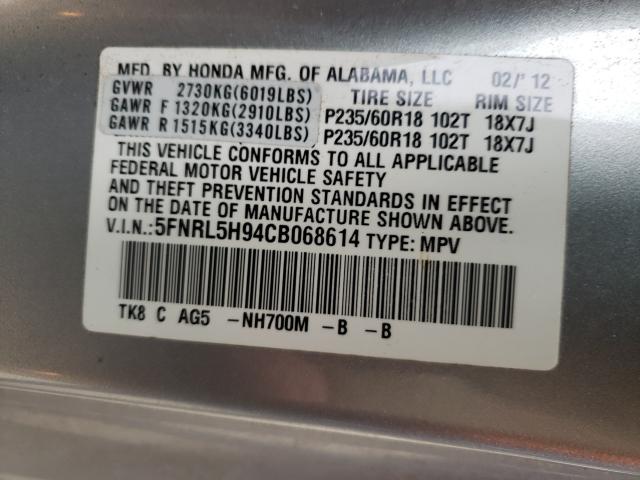 MFD. BY HONDA MFG. OF ALABAMA, LLC 02/'12
GVWR 2730KG(6019LBS) TIRE SIZE RIM SIZE
GAWR F 1320KG(2910LBS) P235/60R18 102T 18X7J
GAWR R 1515KG(3340LBS) P235/60R18 102T 18X7J
THIS VEHICLE CONFORMS TO ALL APPLICABLE
FEDERAL MOTOR VEHICLE SAFETY
AND THEFT PREVENTION STANDARDS IN EFFECT
ON THE DATE OF MANUFACTURE SHOWN ABOVE.
V.I.N.:5FNRL5H94CB068614 TYPE: MPV
TK8 C AG5 -NH700M -B -B